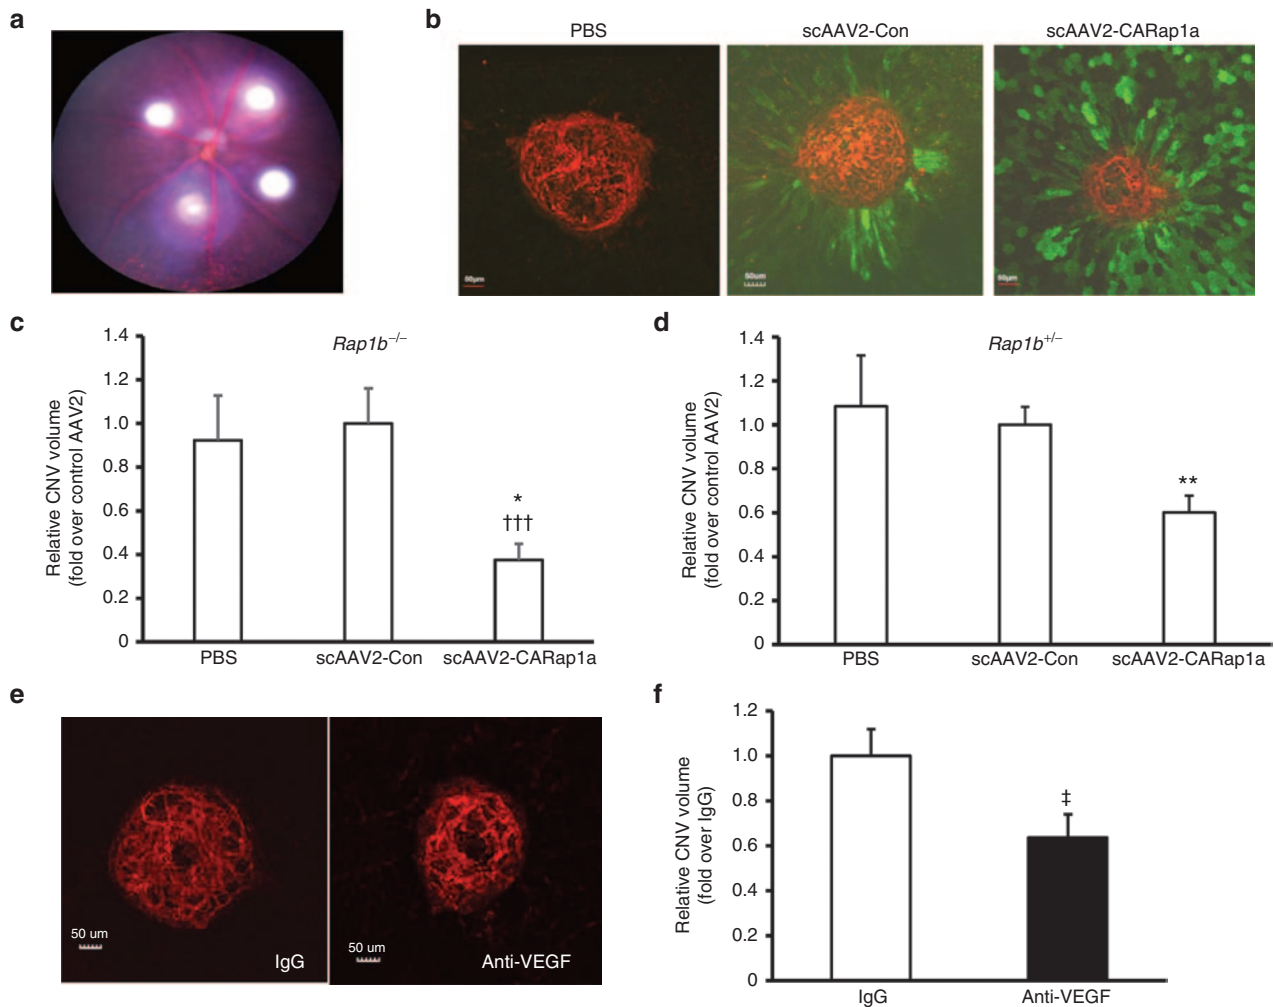 a
b
PBS
scAAV2-Con
scAAV2-CARap1a
50µm
50um
50µm
c
Rap1b−/−
Relative CNV volume
(fold over control AAV2)
1.4
1.2
1.0
0.8
0.6
0.4
0.2
0
*
†††
PBS
scAAV2-Con
scAAV2-CARap1a
d
Rap1b+/−
Relative CNV volume
(fold over control AAV2)
1.4
1.2
1.0
0.8
0.6
0.4
0.2
0
**
PBS
scAAV2-Con
scAAV2-CARap1a
e
50 um
IgG
50 um
Anti-VEGF
f
Relative CNV volume
(fold over IgG)
1.2
1.0
0.8
0.6
0.4
0.2
0
‡
IgG
Anti-VEGF